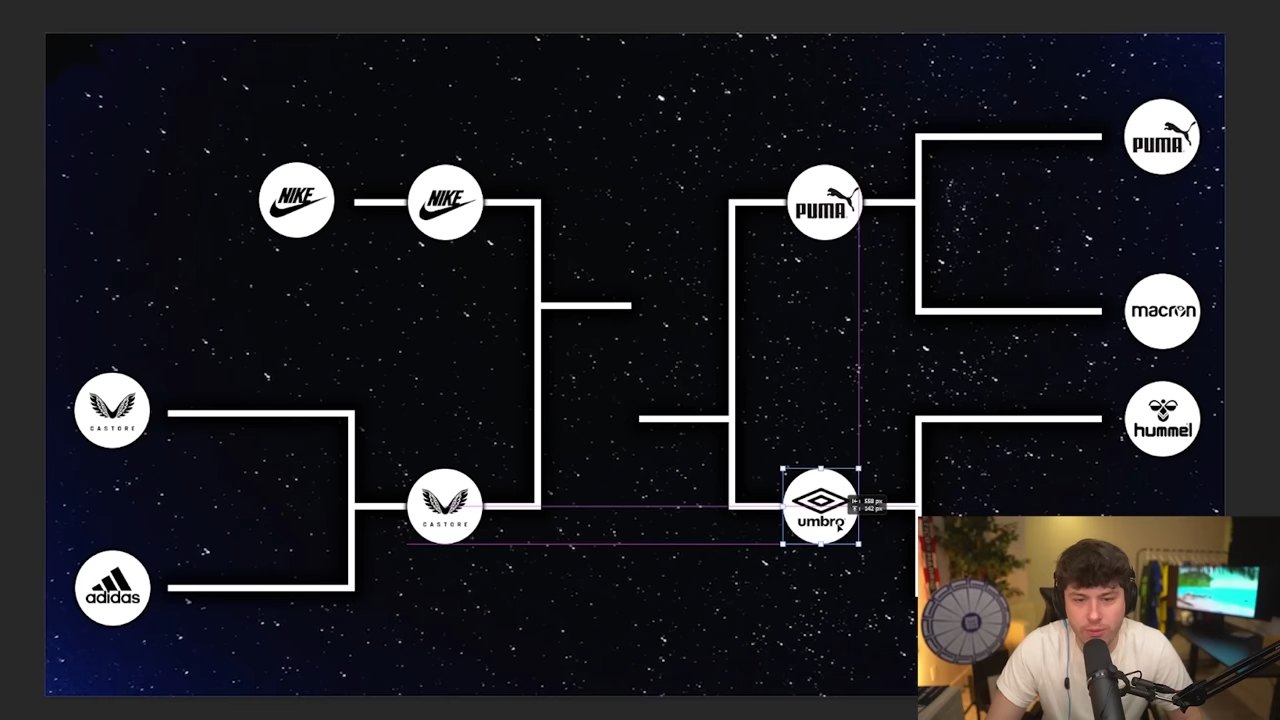 PUMA
NIKE
NIKE
PUMA
macron
CASTORE
hummel
CASTORE
umbro
adidas